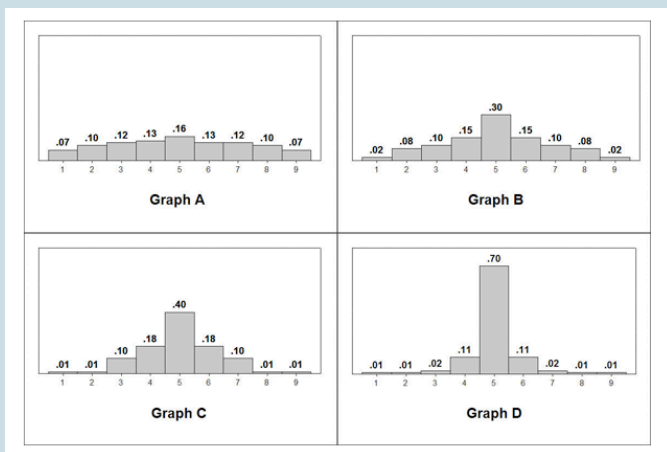 .07 .10 .12 .13 .16 .13 .12 .10 .07
1 2 3 4 5 6 7 8 9
Graph A
.02 .08 .10 .15 .30 .15 .10 .08 .02
1 2 3 4 5 6 7 8 9
Graph B
.01 .01 .10 .18 .40 .18 .10 .01 .01
1 2 3 4 5 6 7 8 9
Graph C
.01 .01 .02 .11 .70 .11 .02 .01 .01
1 2 3 4 5 6 7 8 9
Graph D